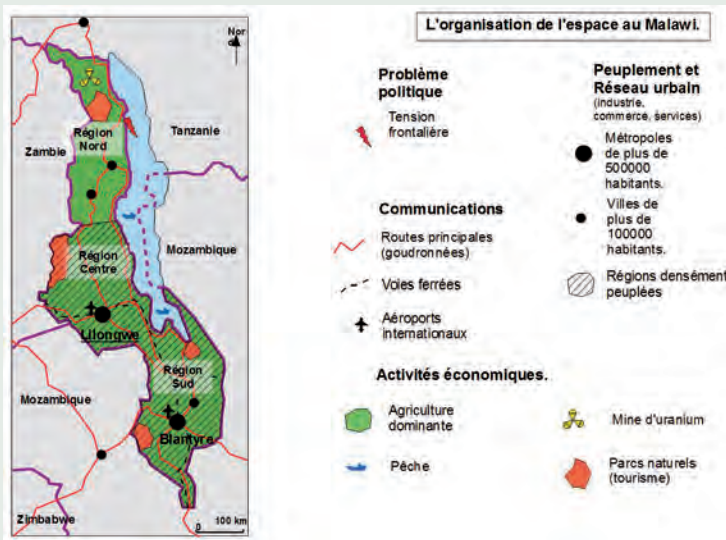 L'organisation de l'espace au Malawi.
Nor
d
Tanzanie
Région
Nord
Zambie
Mozambique
Région
Centre
Lilongwe
Région
Sud
Mozambique
Blantyre
Zimbabwe
0 100 km
Problème
politique
Tension
frontalière
Communications
Routes principales
(goudronnées)
Voies ferrées
Aéroports
internationaux
Peuplement et
Réseau urbain
(industrie,
commerce, services)
Métropoles
de plus de
500000
habitants.
Villes
de
plus de
100000
habitants.
Régions densément
peuplées
Activités économiques.
Agriculture
dominante
Pêche
Mine d'uranium
Parcs naturels
(tourisme)